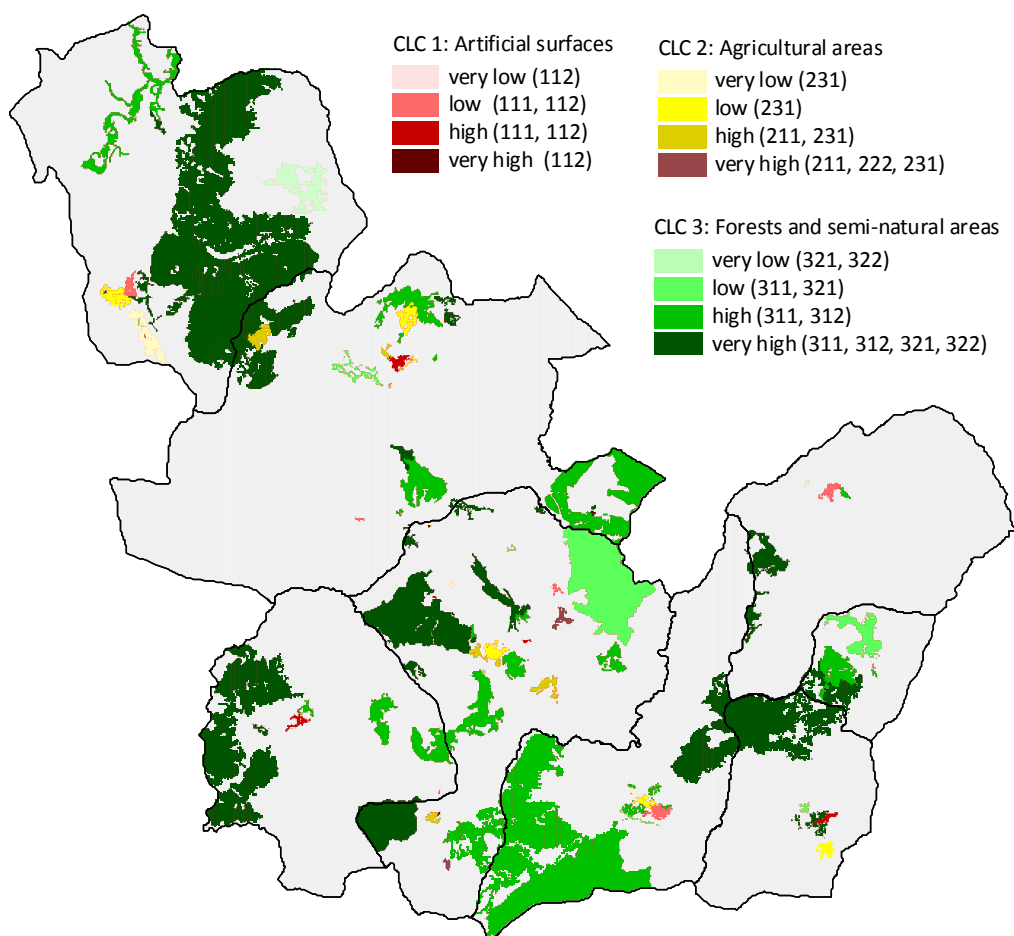 CLC 1: Artificial surfaces
very low (112)
low (111, 112)
high (111, 112)
very high (112)
CLC 2: Agricultural areas
very low (231)
low (231)
high (211, 231)
very high (211, 222, 231)
CLC 3: Forests and semi-natural areas
very low (321, 322)
low (311, 321)
high (311, 312)
very high (311, 312, 321, 322)